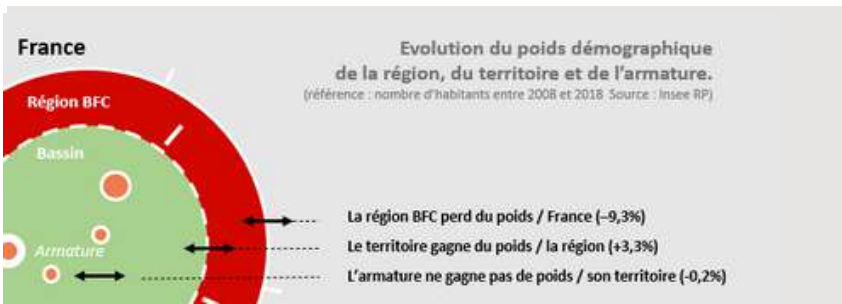 France
Evolution du poids démographique
de la région, du territoire et de l'armature.
(référence : nombre d'habitants entre 2008 et 2018 Source : Insee RP)
Région BFC
Bassin
Armature
La région BFC perd du poids / France (–9,3%)
Le territoire gagne du poids / la région (+3,3%)
L'armature ne gagne pas de poids / son territoire (-0,2%)